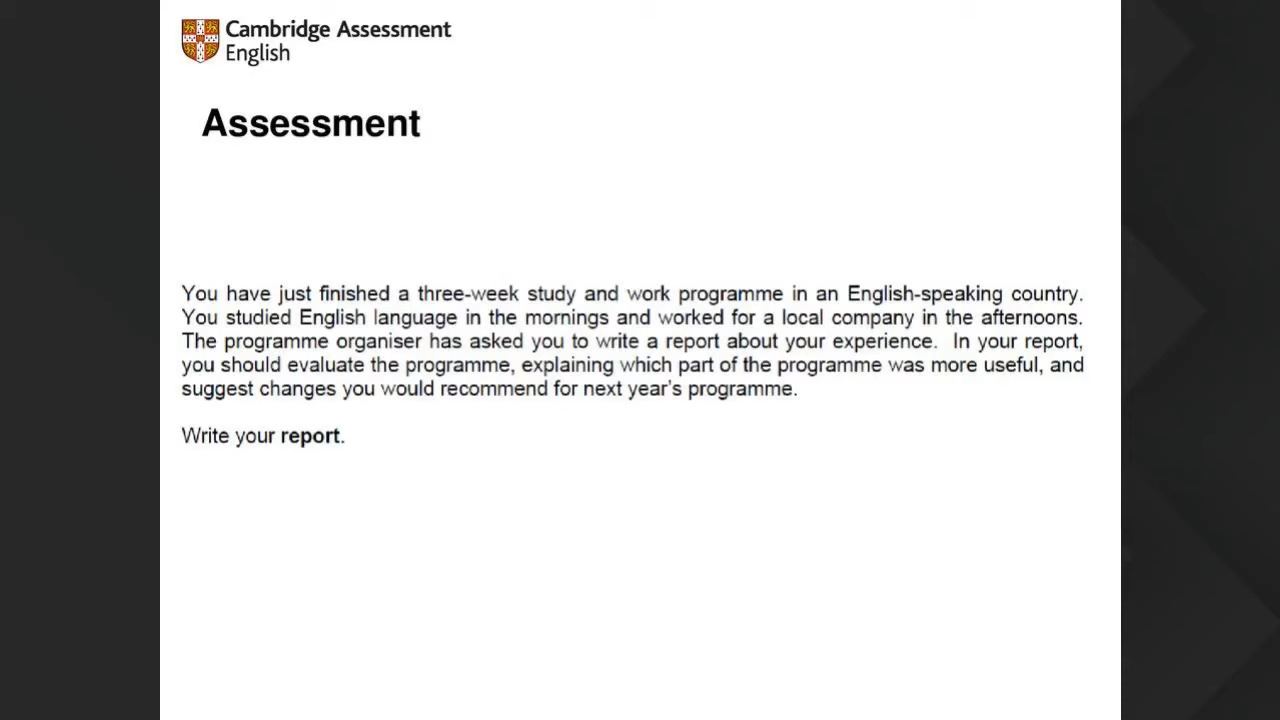 Cambridge Assessment
English
Assessment
You have just finished a three-week study and work programme in an English-speaking country.
You studied English language in the mornings and worked for a local company in the afternoons.
The programme organiser has asked you to write a report about your experience. In your report,
you should evaluate the programme, explaining which part of the programme was more useful, and
suggest changes you would recommend for next year's programme.
Write your report.